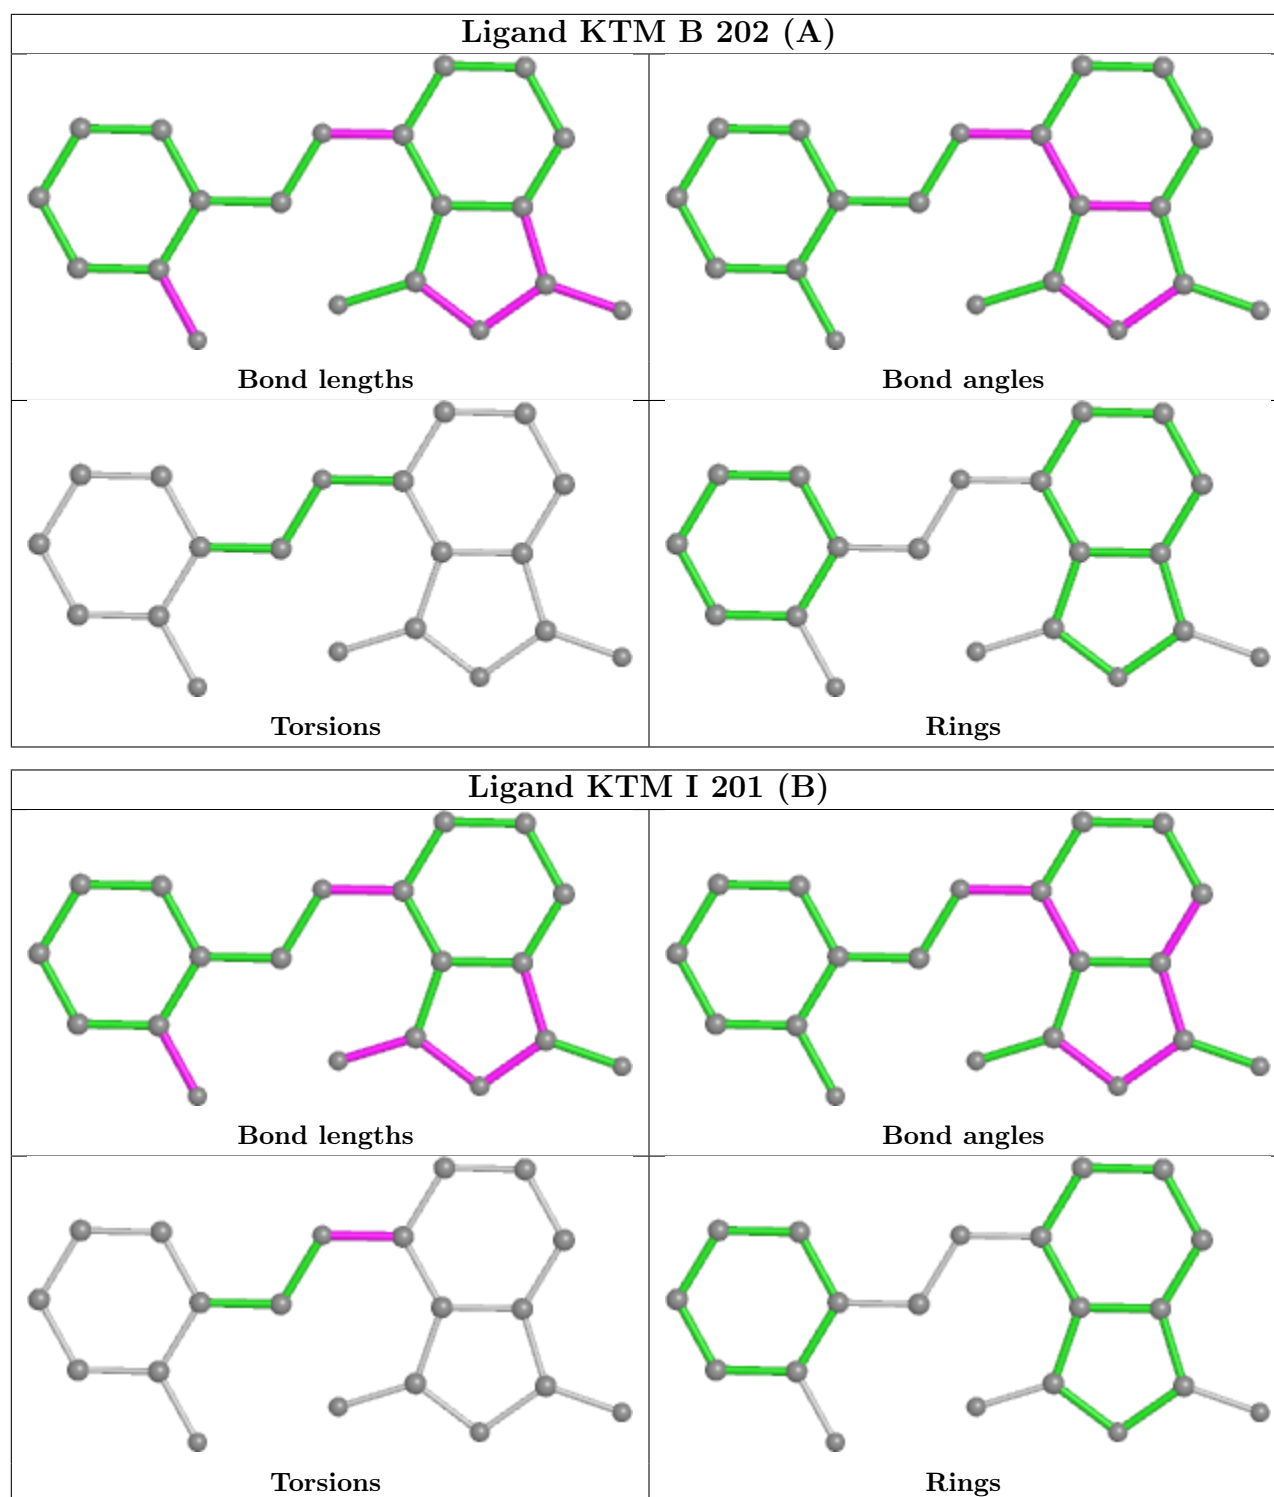 Ligand KTM B 202 (A)
Bond lengths
Bond angles
Torsions
Rings
Ligand KTM I 201 (B)
Bond lengths
Bond angles
Torsions
Rings